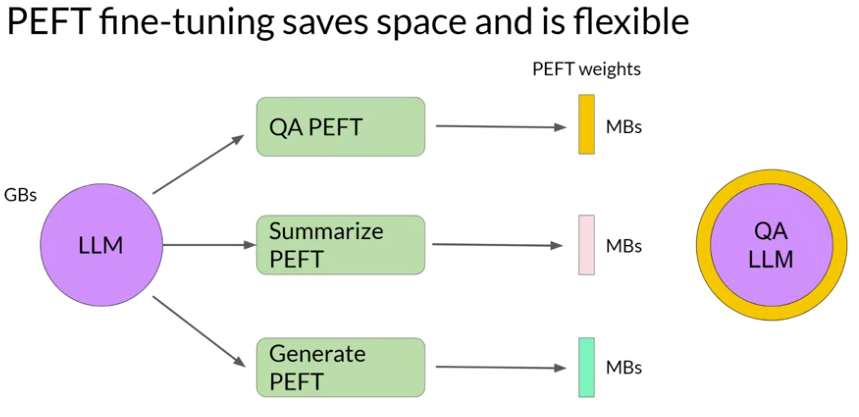 PEFT fine-tuning saves space and is flexible
PEFT weights
QA PEFT
MBs
GBs
LLM
Summarize
PEFT
MBs
QA
LLM
Generate
PEFT
MBs